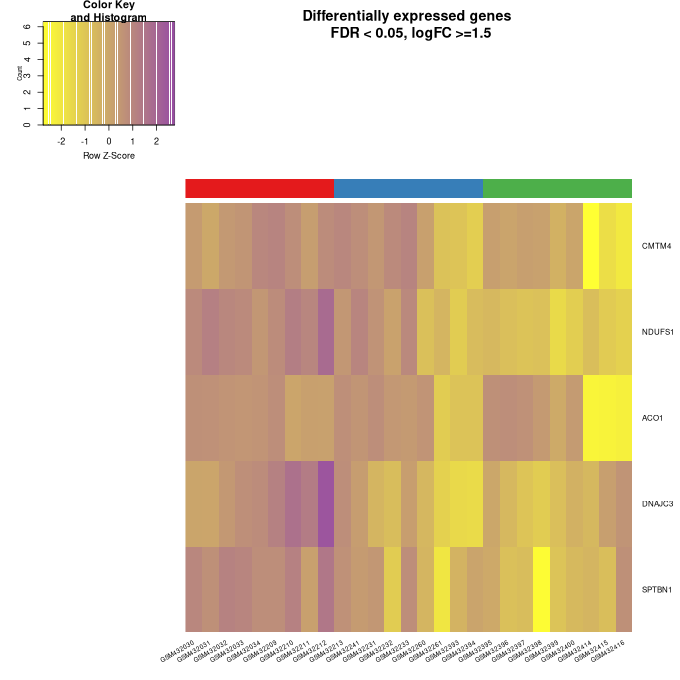 Color Key
and Histogram
Differentially expressed genes
FDR < 0.05, logFC >=1.5
Count
0 1 2 3 4 5 6
-2 -1 0 1 2
Row Z-Score
CMTM4
NDUFS1
ACO1
DNAJC3
SPTBN1
GSM432030
GSM432031
GSM432032
GSM432033
GSM432034
GSM432209
GSM432210
GSM432211
GSM432212
GSM432213
GSM432241
GSM432231
GSM432232
GSM432233
GSM432260
GSM432261
GSM432393
GSM432394
GSM432395
GSM432396
GSM432397
GSM432398
GSM432399
GSM432400
GSM432414
GSM432415
GSM432416